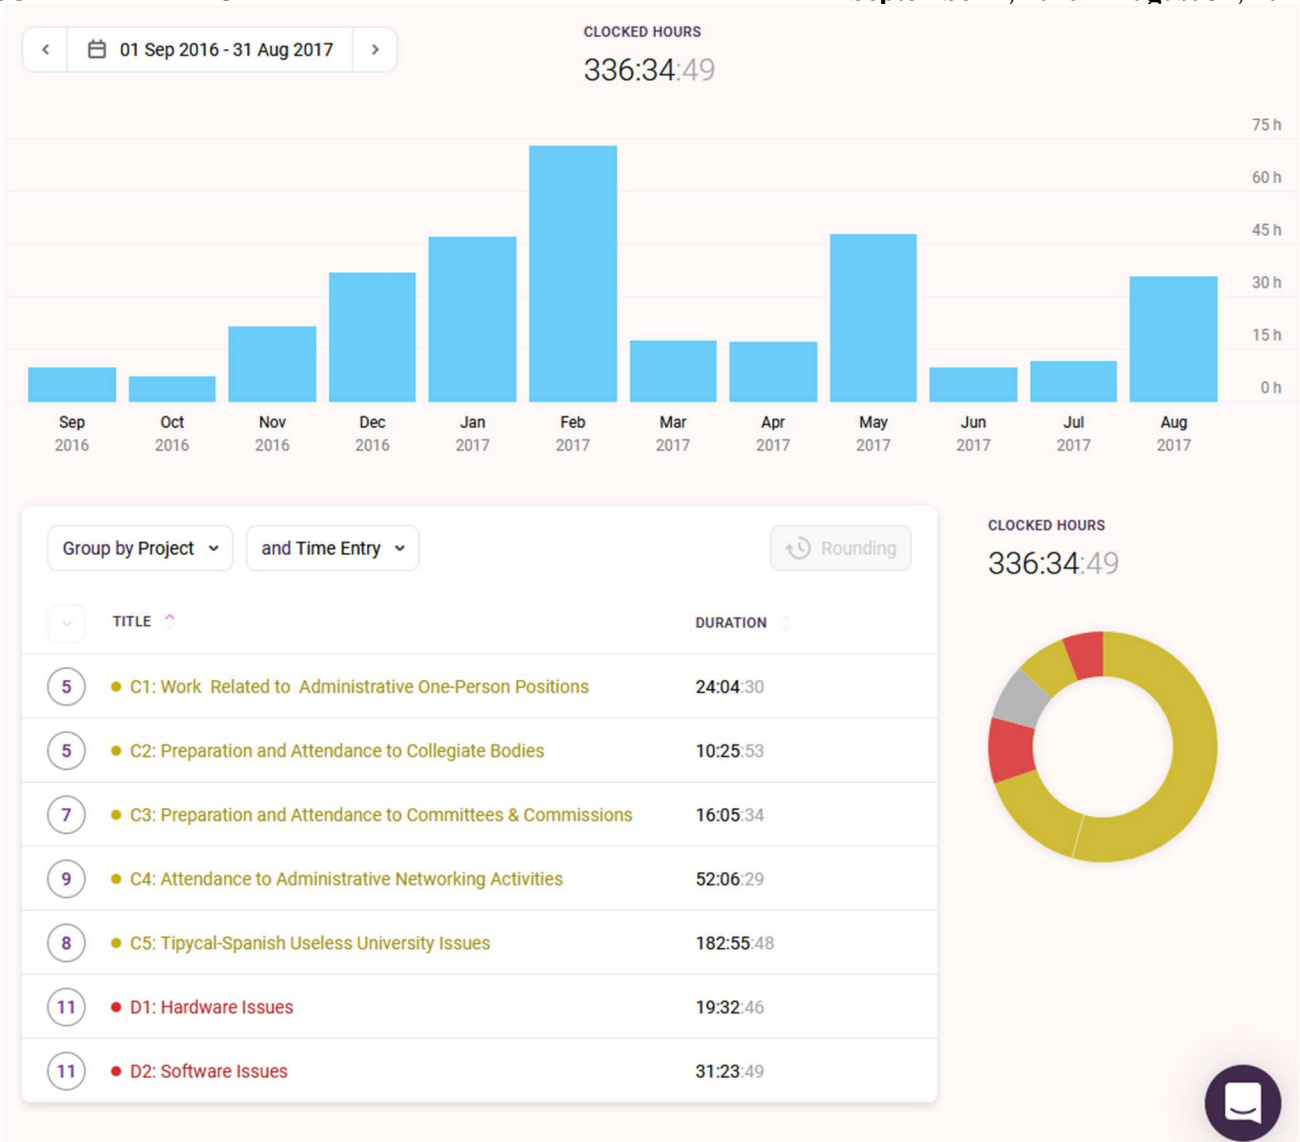 01 Sep 2016 - 31 Aug 2017
CLOCKED HOURS
336:34:49
75 h
60 h
45 h
30 h
15 h
0 h
Sep Oct Nov Dec Jan Feb Mar Apr May Jun Jul Aug
2016 2016 2016 2016 2017 2017 2017 2017 2017 2017 2017 2017
Group by Project and Time Entry Rounding
TITLE DURATION
5 C1: Work Related to Administrative One-Person Positions 24:04:30
5 C2: Preparation and Attendance to Collegiate Bodies 10:25:53
7 C3: Preparation and Attendance to Committees & Commissions 16:05:34
9 C4: Attendance to Administrative Networking Activities 52:06:29
8 C5: Tipycal-Spanish Useless University Issues 182:55:48
11 D1: Hardware Issues 19:32:46
11 D2: Software Issues 31:23:49
CLOCKED HOURS
336:34:49